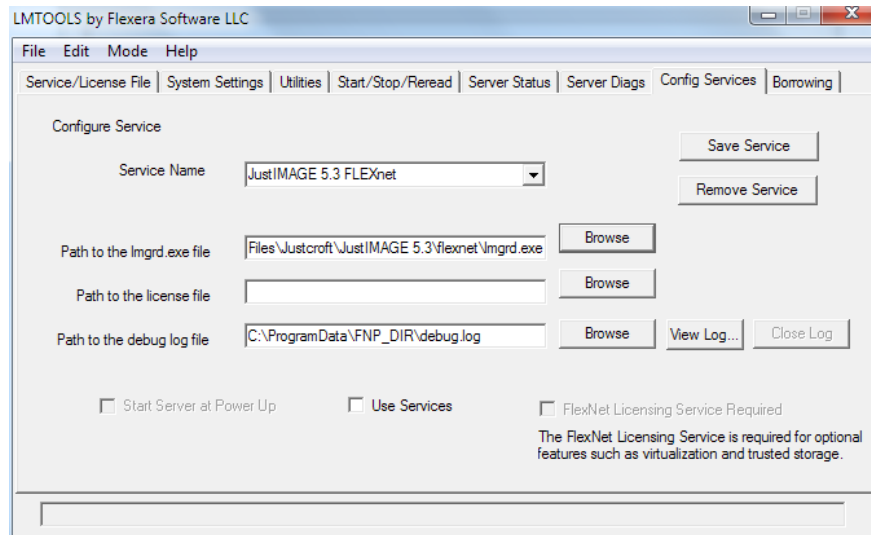 LMTOOLS by Flexera Software LLC
File Edit Mode Help
Service/License File System Settings Utilities Start/Stop/Reread Server Status Server Diags Config Services Borrowing
Configure Service
Save Service
Service Name JustIMAGE 5.3 FLEXnet
Remove Service
Path to the lmgrd.exe file Files\Justcroft\JustIMAGE 5.3\flexnet\lmgrd.exe Browse
Path to the license file Browse
Path to the debug log file C:\ProgramData\FNP_DIR\debug.log Browse View Log... Close Log
Start Server at Power Up Use Services FlexNet Licensing Service Required
The FlexNet Licensing Service is required for optional
features such as virtualization and trusted storage.